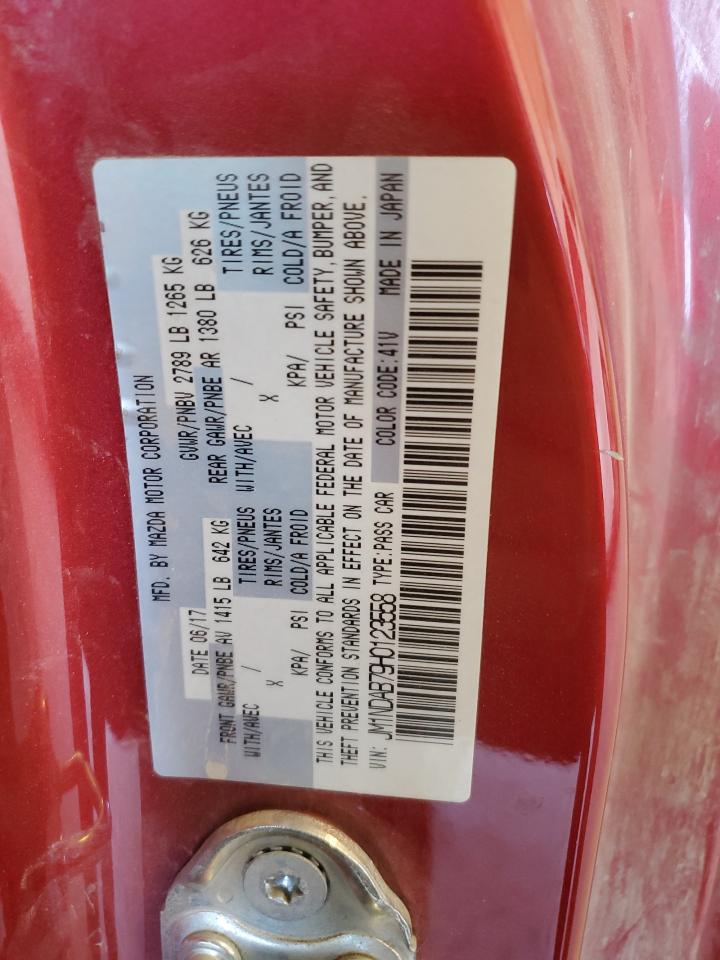 MFD. BY MAZDA MOTOR CORPORATION
DATE 06/17 GVWR/PNBV 2789 LB 1265 KG
FRONT GAWR/PNBE AV 1415 LB 642 KG REAR GAWR/PNBE AR 1380 LB 626 KG
WITH/AVEC / TIRES/PNEUS WITH/AVEC / TIRES/PNEUS
X RIMS/JANTES X RIMS/JANTES
KPA/ PSI COLD/A FROID KPA/ PSI COLD/A FROID
THIS VEHICLE CONFORMS TO ALL APPLICABLE FEDERAL MOTOR VEHICLE SAFETY, BUMPER, AND
THEFT PREVENTION STANDARDS IN EFFECT ON THE DATE OF MANUFACTURE SHOWN ABOVE.
VIN: JM1NDAB79H0123558 TYPE:PASS CAR COLOR CODE:41V MADE IN JAPAN